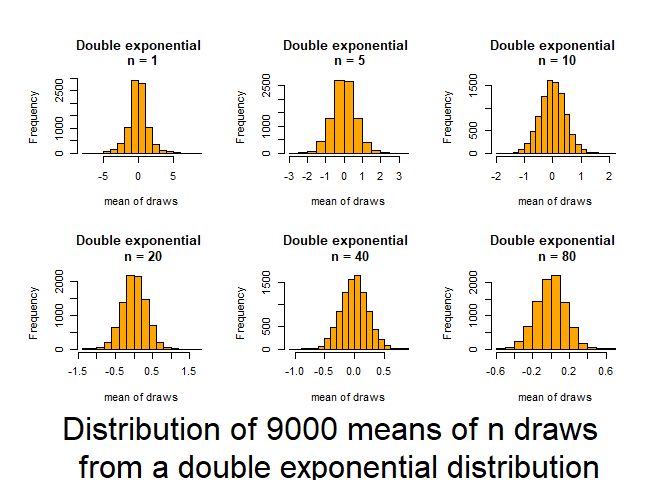 Double exponential
n = 1
Frequency
0 1000 2500
-5 0 5
mean of draws
Double exponential
n = 5
Frequency
0 1000 2500
-3 -2 -1 0 1 2 3
mean of draws
Double exponential
n = 10
Frequency
0 500 1500
-2 -1 0 1 2
mean of draws
Double exponential
n = 20
Frequency
0 1000 2000
-1.5 -0.5 0.5 1.5
mean of draws
Double exponential
n = 40
Frequency
0 500 1500
-1.0 -0.5 0.0 0.5
mean of draws
Double exponential
n = 80
Frequency
0 1000 2000
-0.6 -0.2 0.2 0.6
mean of draws
Distribution of 9000 means of n draws
from a double exponential distribution